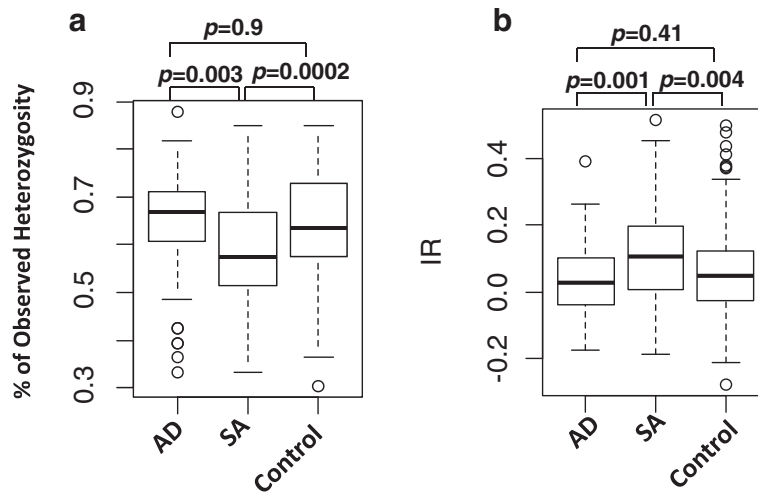 a
p=0.9
p=0.003 p=0.0002
% of Observed Heterozygosity
0.9
0.7
0.5
0.3
AD
SA
Control
b
p=0.41
p=0.001 p=0.004
IR
0.4
0.2
0.0
-0.2
AD
SA
Control